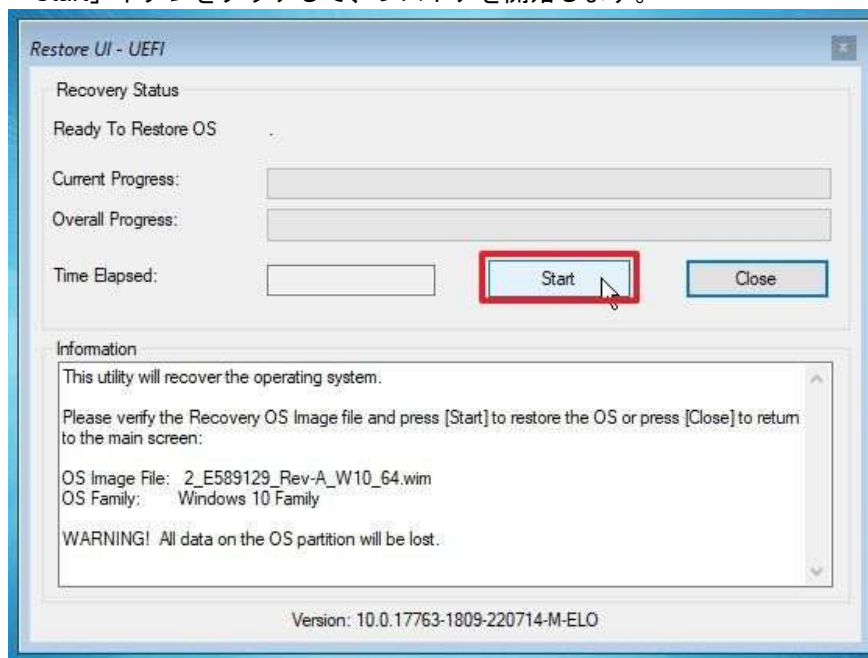 Restore UI - UEFI
Recovery Status
Ready To Restore OS .
Current Progress:
Overall Progress:
Time Elapsed:
Start
Close
Information
This utility will recover the operating system.
Please verify the Recovery OS Image file and press [Start] to restore the OS or press [Close] to return
to the main screen:
OS Image File: 2_E589129_Rev-A_W10_64.wim
OS Family: Windows 10 Family
WARNING! All data on the OS partition will be lost.
Version: 10.0.17763-1809-220714-M-ELO